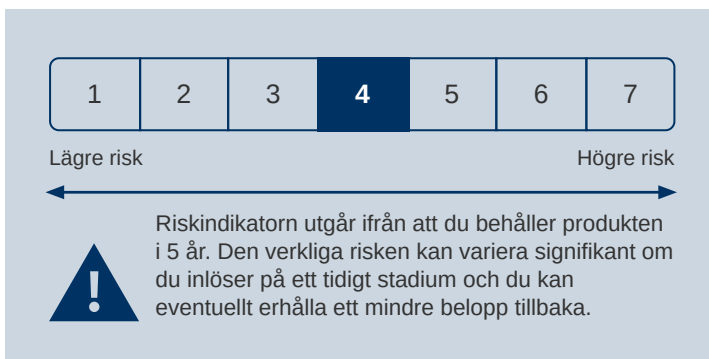 1 2 3 4 5 6 7
Lägre risk Högre risk
Riskindikatorn utgår ifrån att du behåller produkten
i 5 år. Den verkliga risken kan variera signifikant om
du inlöser på ett tidigt stadium och du kan
eventuellt erhålla ett mindre belopp tillbaka.
!